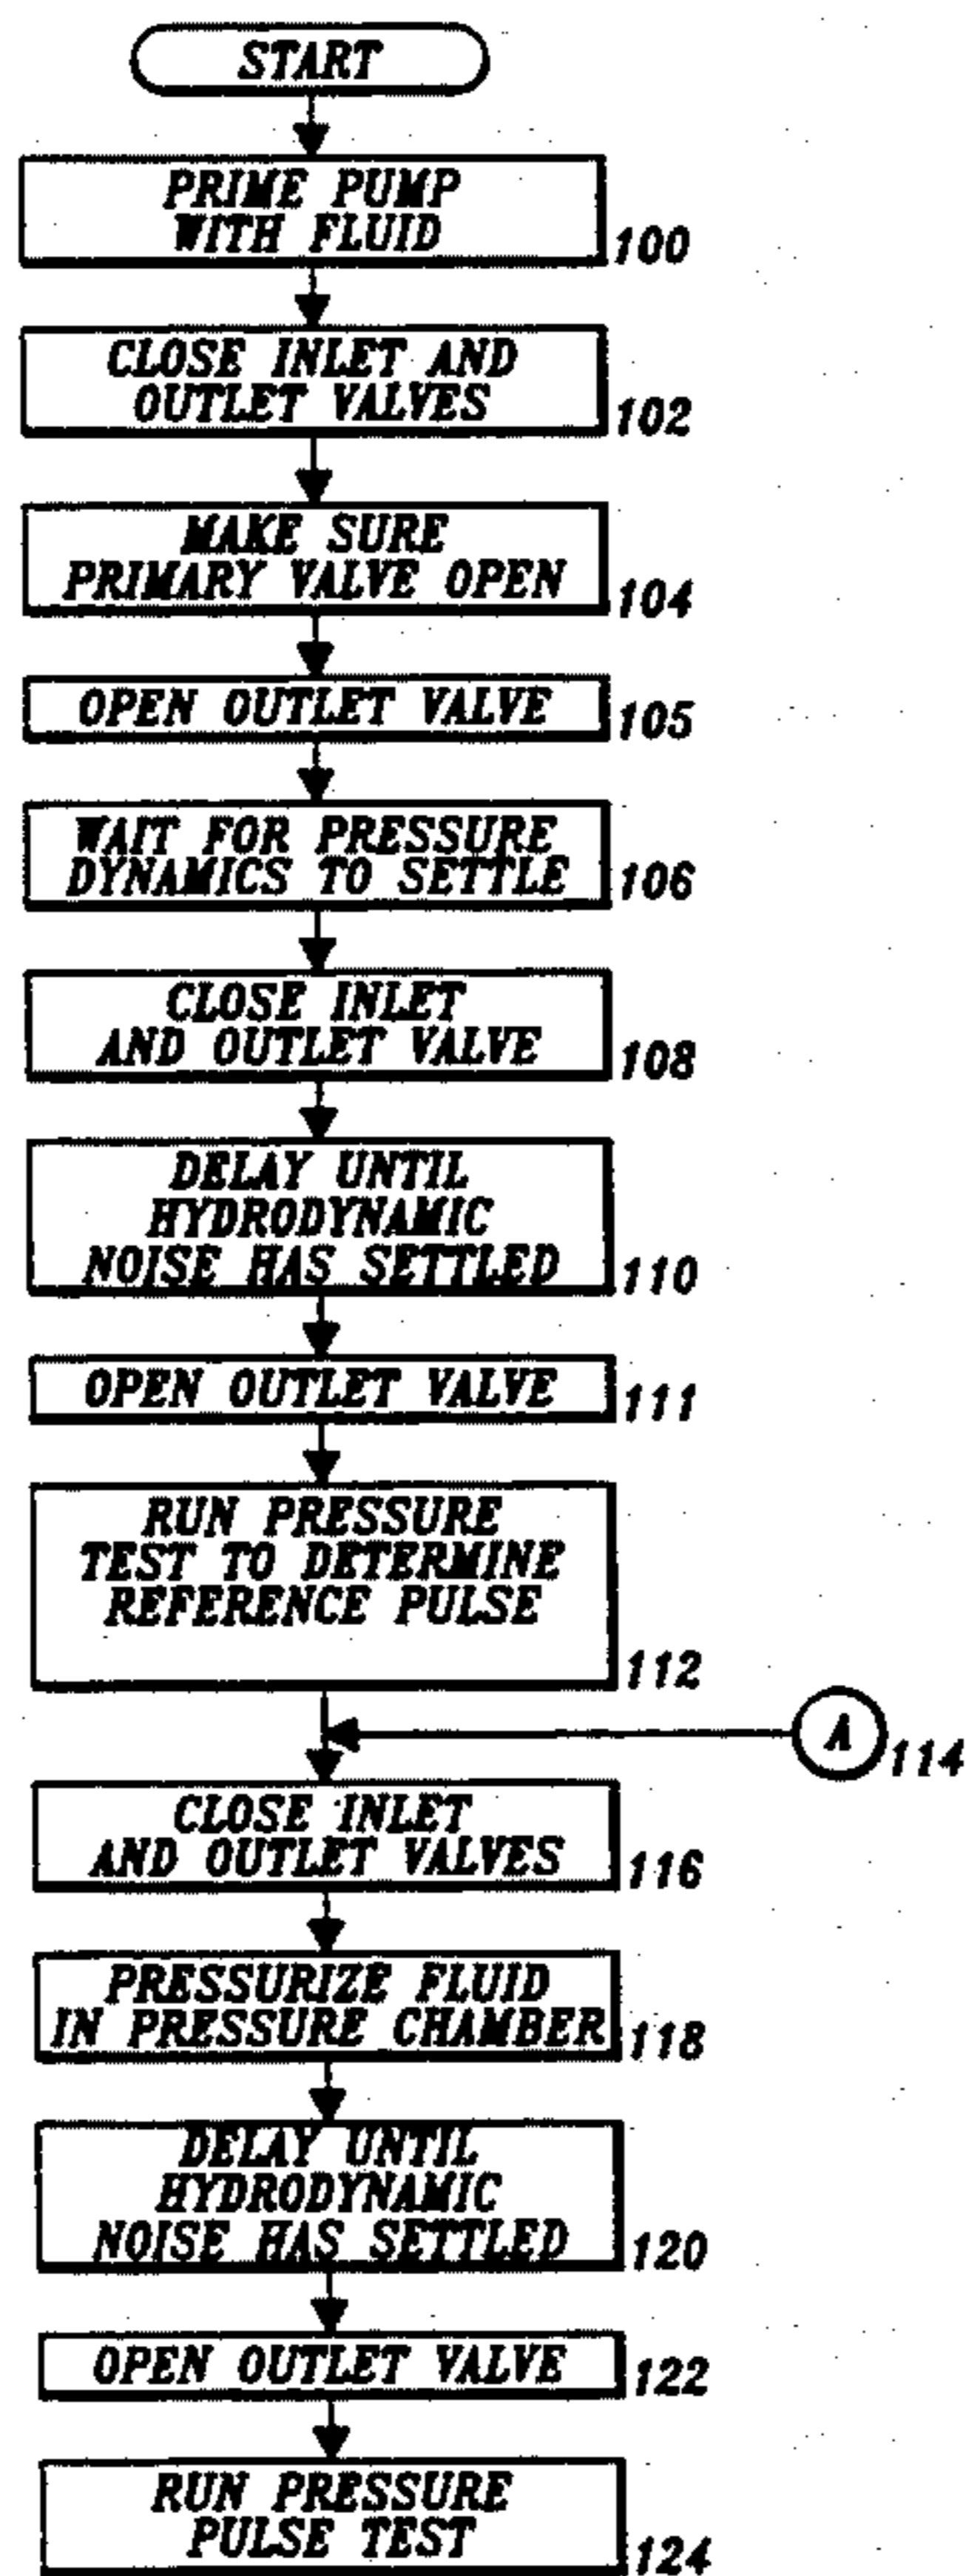 START
PRIME PUMP
WITH FLUID
100
CLOSE INLET AND
OUTLET VALVES
102
MAKE SURE
PRIMARY VALVE OPEN
104
OPEN OUTLET VALVE
105
WAIT FOR PRESSURE
DYNAMICS TO SETTLE
106
CLOSE INLET
AND OUTLET VALVE
108
DELAY UNTIL
HYDRODYNAMIC
NOISE HAS SETTLED
110
OPEN OUTLET VALVE
111
RUN PRESSURE
TEST TO DETERMINE
REFERENCE PULSE
112
A
114
CLOSE INLET
AND OUTLET VALVES
116
PRESSURIZE FLUID
IN PRESSURE CHAMBER
118
DELAY UNTIL
HYDRODYNAMIC
NOISE HAS SETTLED
120
OPEN OUTLET VALVE
122
RUN PRESSURE
PULSE TEST
124